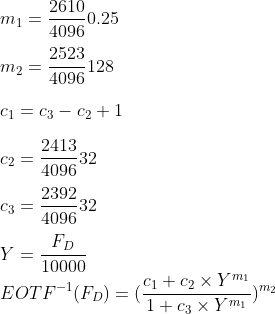 m_1 = \frac{2610}{4096} 0.25
m_2 = \frac{2523}{4096} 128
c_1 = c_3 - c_2 + 1
c_2 = \frac{2413}{4096} 32
c_3 = \frac{2392}{4096} 32
Y = \frac{F_D}{10000}
EOTF^{-1}(F_D) = (\frac{c_1 + c_2 \times Y^{m_1}}{1 + c_3 \times Y^{m_1}})^{m_2}